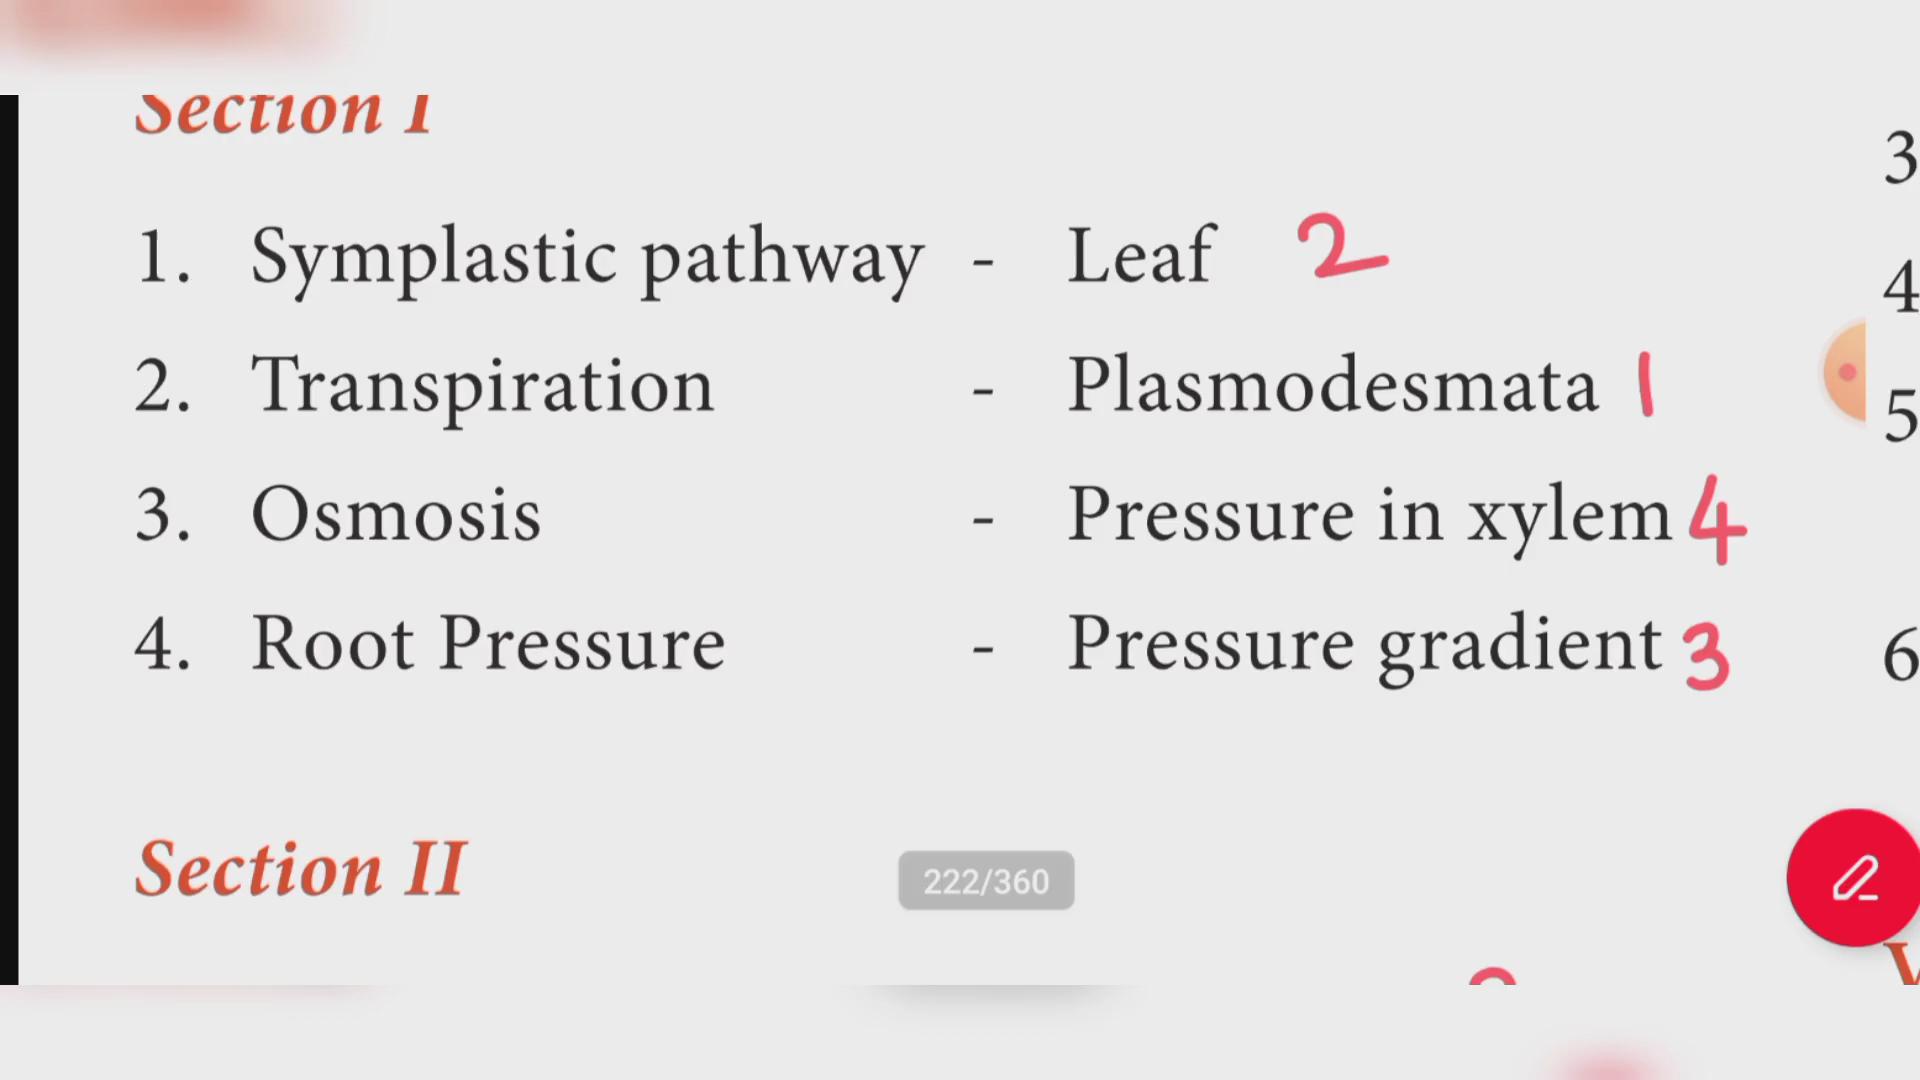 Section I
1. Symplastic pathway - Leaf 2
2. Transpiration - Plasmodesmata 1
3. Osmosis - Pressure in xylem 4
4. Root Pressure - Pressure gradient 3
Section II
222/360
3
4
5
6